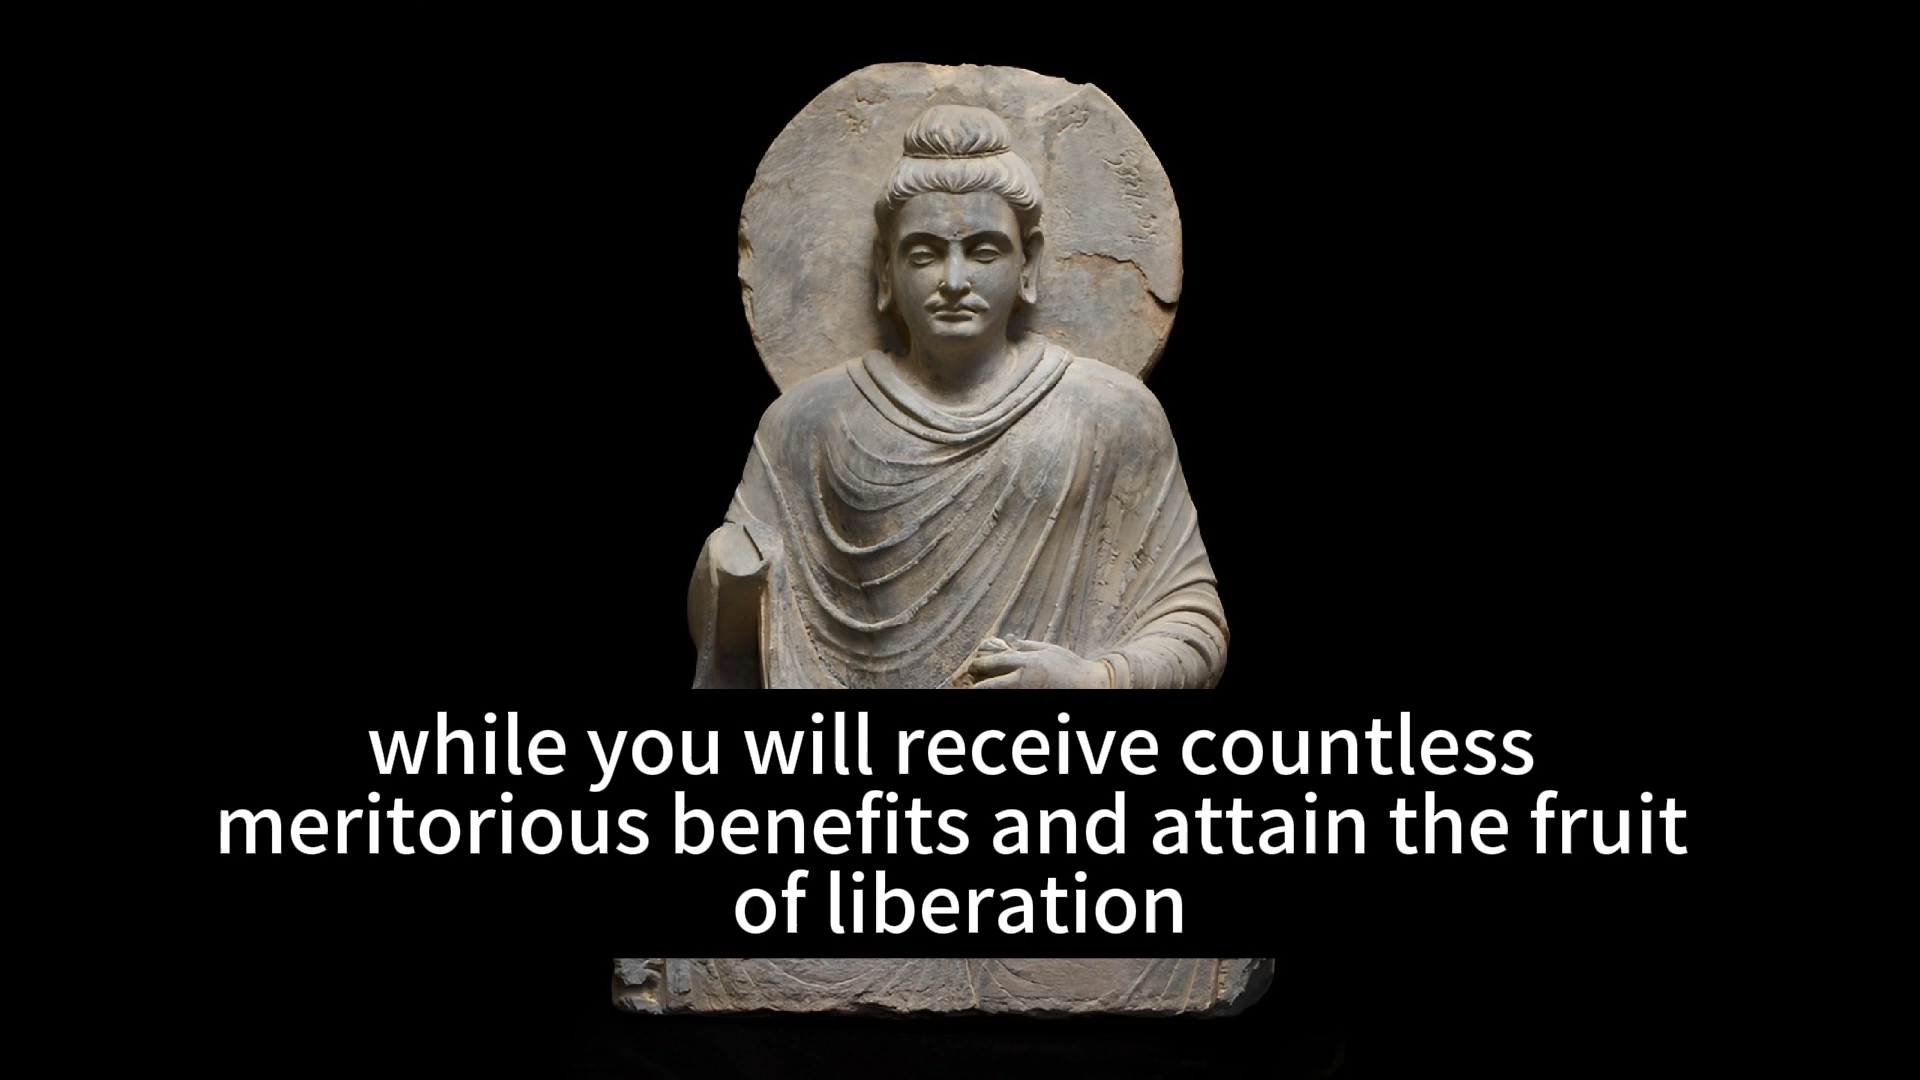 while you will receive countless
meritorious benefits and attain the fruit
of liberation